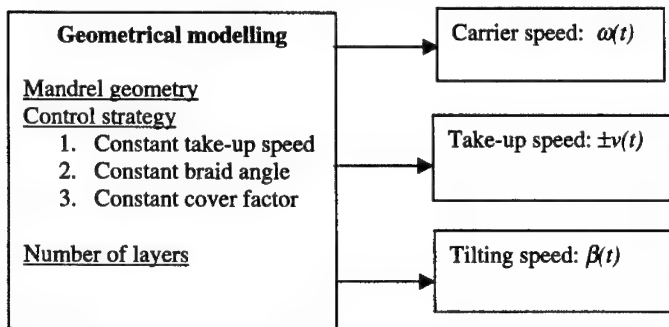 Geometrical modelling
Mandrel geometry
Control strategy
1. Constant take-up speed
2. Constant braid angle
3. Constant cover factor
Number of layers
Carrier speed: ω(t)
Take-up speed: ±v(t)
Tilting speed: β(t)